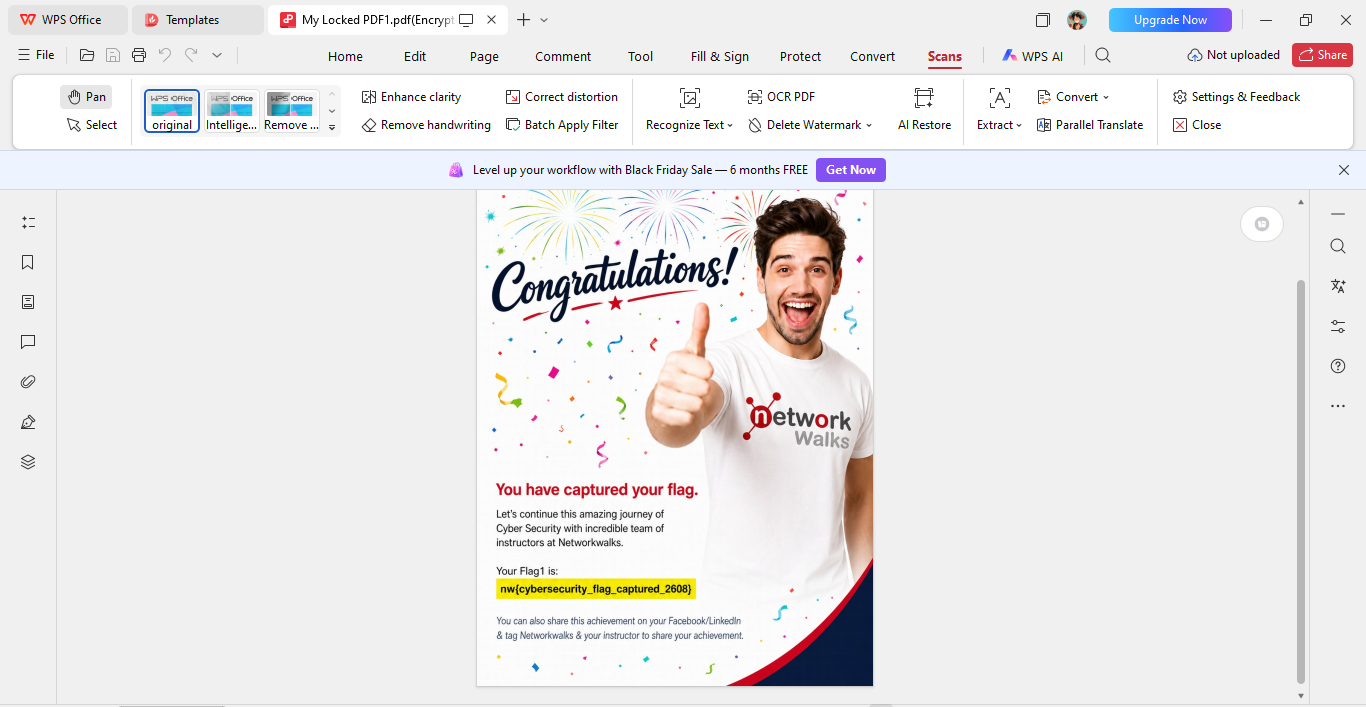 WPS Office
Templates
My Locked PDF1.pdf(Encrypt
Upgrade Now
File
Home
Edit
Page
Comment
Tool
Fill & Sign
Protect
Convert
Scans
WPS AI
Not uploaded
Share
Pan
Select
original
Intellige...
Remove ...
Enhance clarity
Remove handwriting
Correct distortion
Batch Apply Filter
Recognize Text
OCR PDF
Delete Watermark
AI Restore
Extract
Convert
Parallel Translate
Settings & Feedback
Close
Level up your workflow with Black Friday Sale — 6 months FREE
Get Now
Congratulations!
network
Walks
You have captured your flag.
Let's continue this amazing journey of
Cyber Security with incredible team of
instructors at Networkwalks.
Your Flag1 is:
nw{cybersecurity_flag_captured_2608}
You can also share this achievement on your Facebook/LinkedIn
& tag Networkwalks & your instructor to share your achievement.